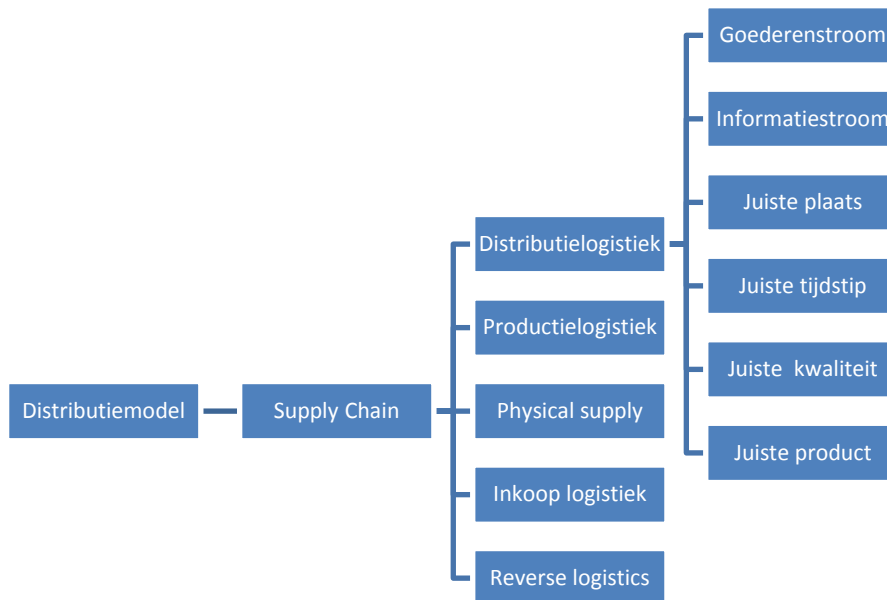 Goederenstroom
Informatiestroom
Juiste plaats
Distributielogistiek
Juiste tijdstip
Productielogistiek
Juiste kwaliteit
Distributiemodel
Supply Chain
Physical supply
Juiste product
Inkoop logistiek
Reverse logistics